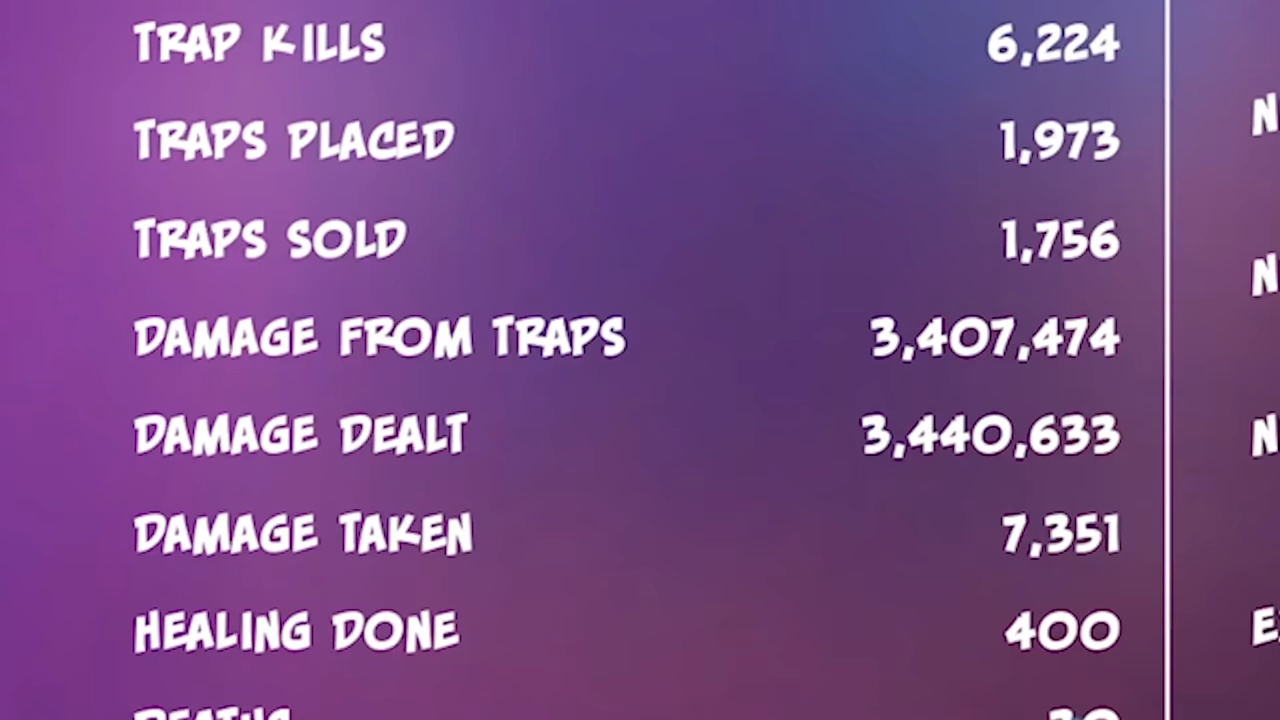 TRAP KILLS 6,224
TRAPS PLACED 1,973
TRAPS SOLD 1,756
DAMAGE FROM TRAPS 3,407,474
DAMAGE DEALT 3,440,633
DAMAGE TAKEN 7,351
HEALING DONE 400